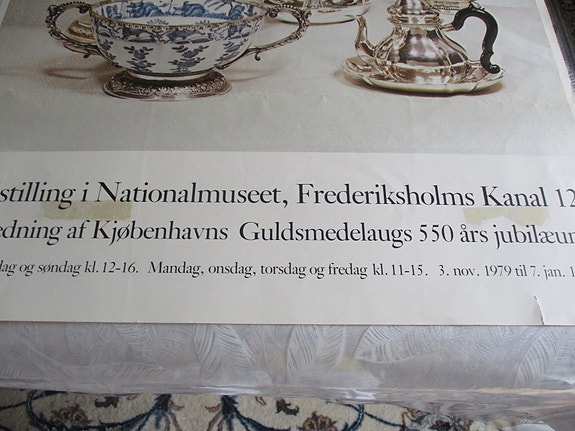 stilling i Nationalmuseet, Frederiksholms Kanal 12
edning af Kjøbenhavns Guldsmedelaugs 550 års jubilæu
dag og søndag kl. 12-16. Mandag, onsdag, torsdag og fredag kl. 11-15. 3. nov. 1979 til 7. jan. 1